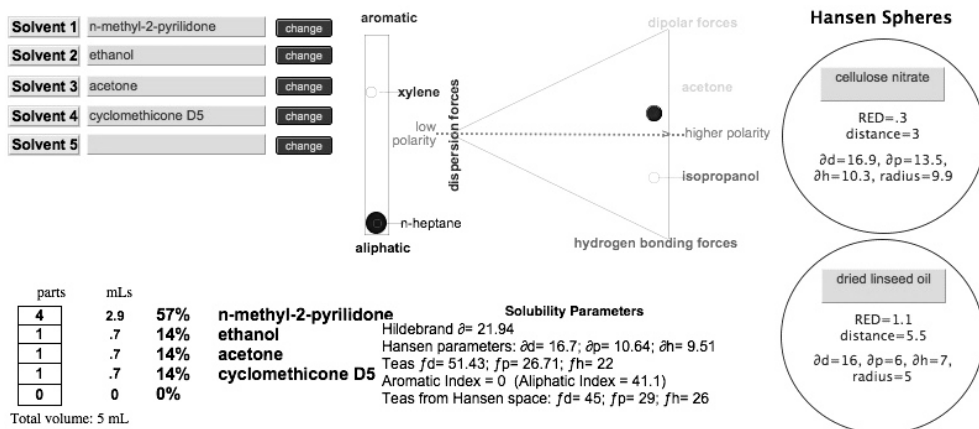 Solvent 1 n-methyl-2-pyrilidone change
Solvent 2 ethanol change
Solvent 3 acetone change
Solvent 4 cyclomethicone D5 change
Solvent 5 change
aromatic
xylene
low
polarity
dispersion forces
n-heptane
aliphatic
dipolar forces
acetone
higher polarity
isopropanol
hydrogen bonding forces
Hansen Spheres
cellulose nitrate
RED=.3
distance=3
∂d=16.9, ∂p=13.5,
∂h=10.3, radius=9.9
dried linseed oil
RED=1.1
distance=5.5
∂d=16, ∂p=6, ∂h=7,
radius=5
parts mLs
4 2.9 57% n-methyl-2-pyrilidone
1 .7 14% ethanol
1 .7 14% acetone
1 .7 14% cyclomethicone D5
0 0 0%
Total volume: 5 mL
Solubility Parameters
Hildebrand ∂= 21.94
Hansen parameters: ∂d= 16.7; ∂p= 10.64; ∂h= 9.51
Teas ƒd= 51.43; ƒp= 26.71; ƒh= 22
Aromatic Index = 0 (Aliphatic Index = 41.1)
Teas from Hansen space: ƒd= 45; ƒp= 29; ƒh= 26